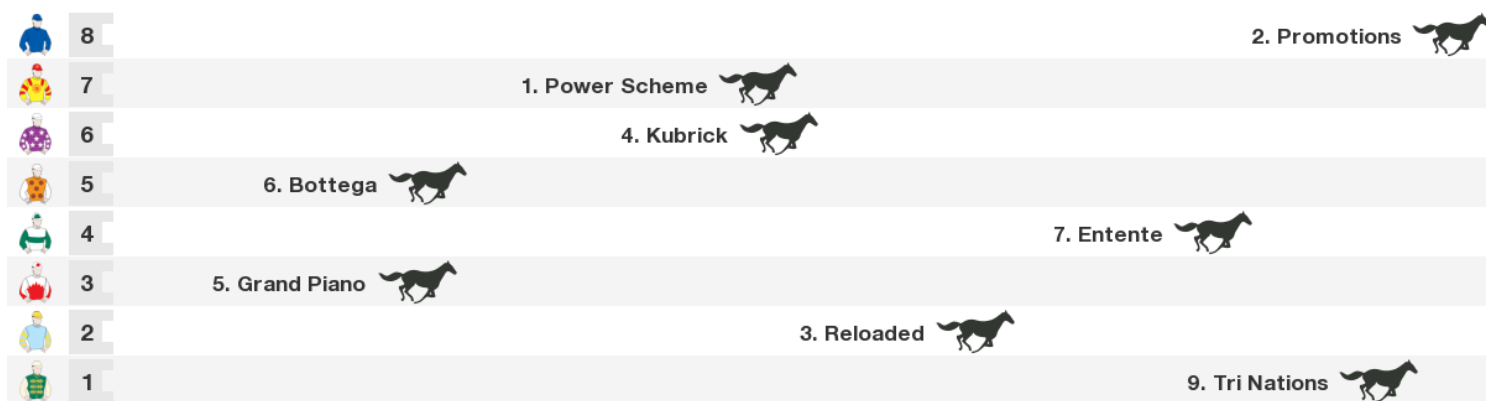 8 2. Promotions
7 1. Power Scheme
6 4. Kubrick
5 6. Bottega
4 7. Entente
3 5. Grand Piano
2 3. Reloaded
1 9. Tri Nations